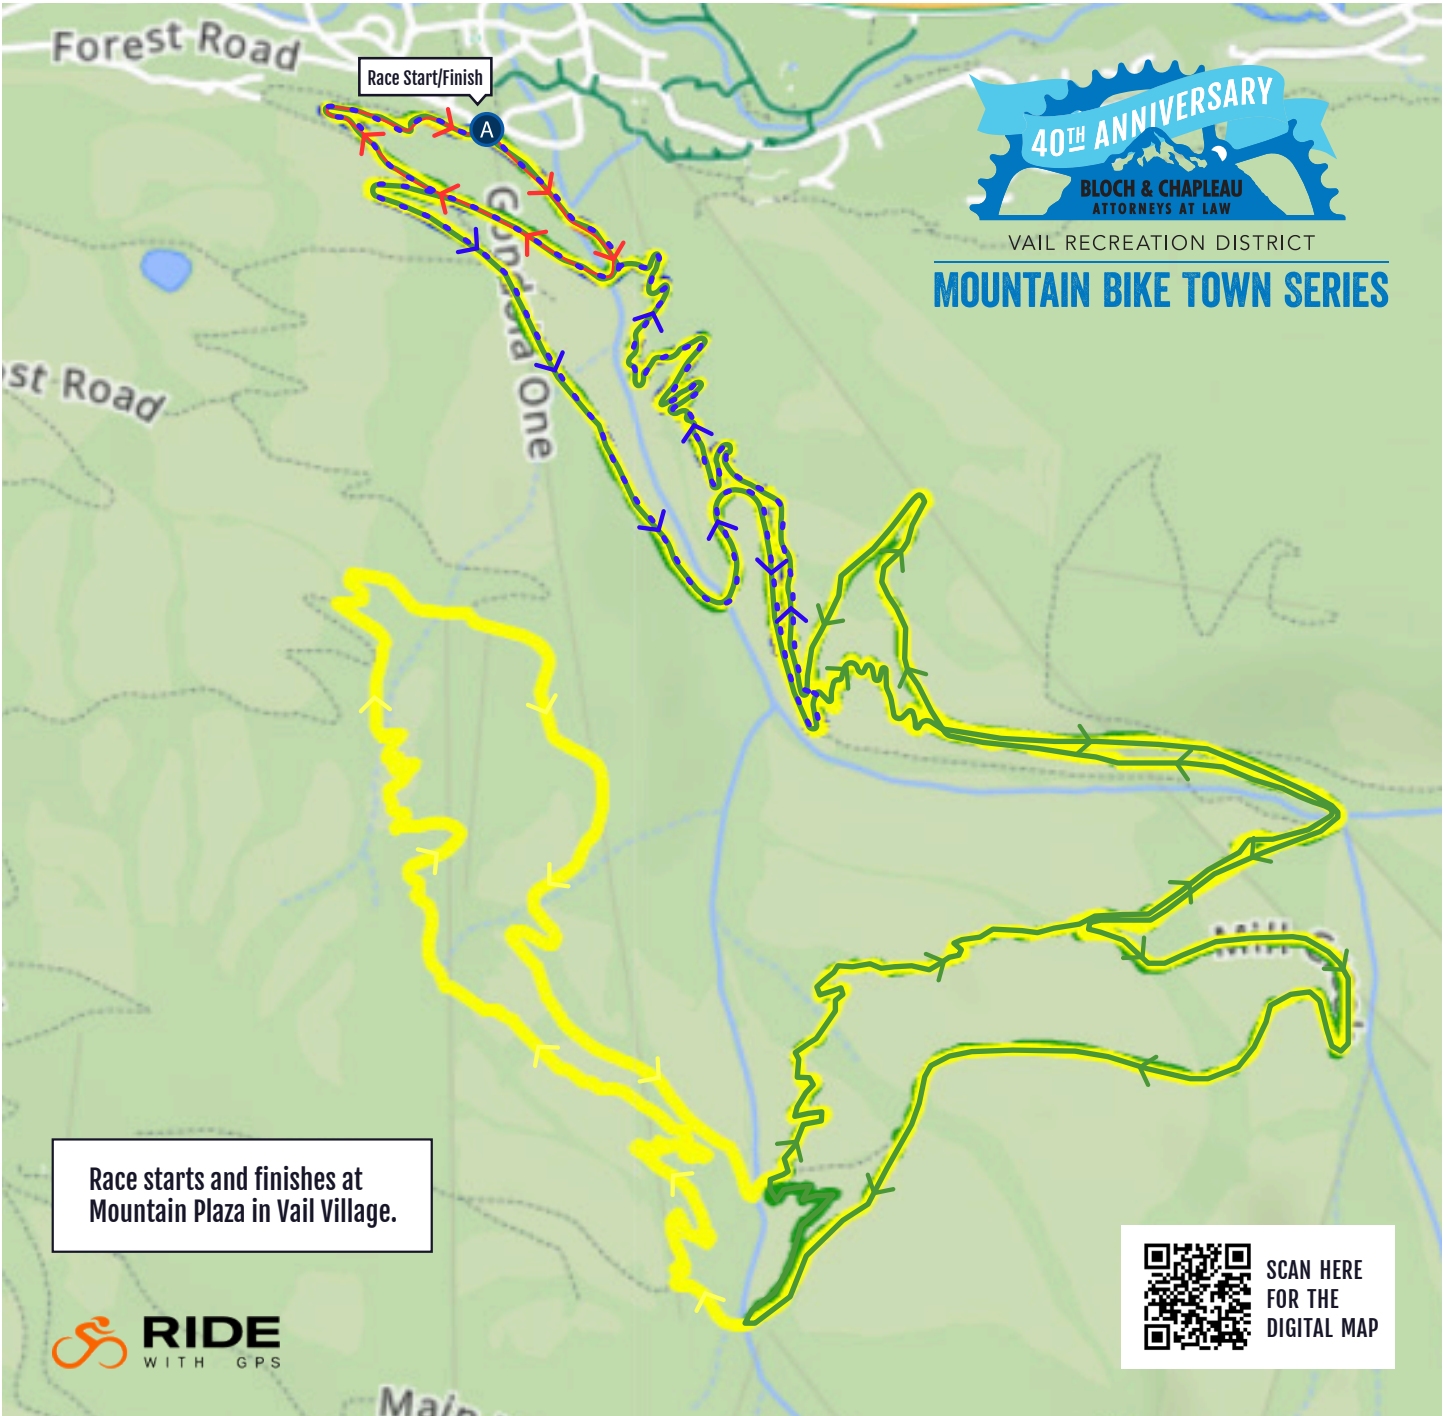 Forest Road
Race Start/Finish
A
40TH ANNIVERSARY
BLOCH & CHAPLEAU
ATTORNEYS AT LAW
VAIL RECREATION DISTRICT
MOUNTAIN BIKE TOWN SERIES
Gondola One
st Road
Mill
Race starts and finishes at
Mountain Plaza in Vail Village.
SCAN HERE
FOR THE
DIGITAL MAP
RIDE
WITH GPS
Main